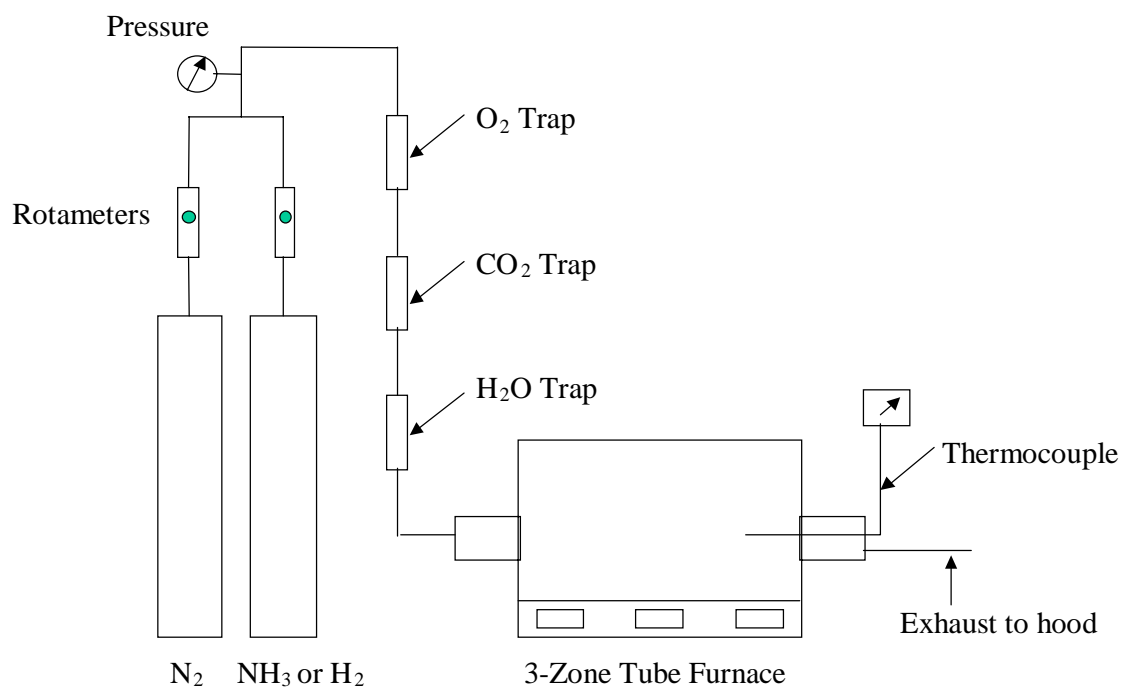 Pressure
O₂ Trap
Rotameters
CO₂ Trap
H₂O Trap
Thermocouple
Exhaust to hood
N₂
NH₃ or H₂
3-Zone Tube Furnace